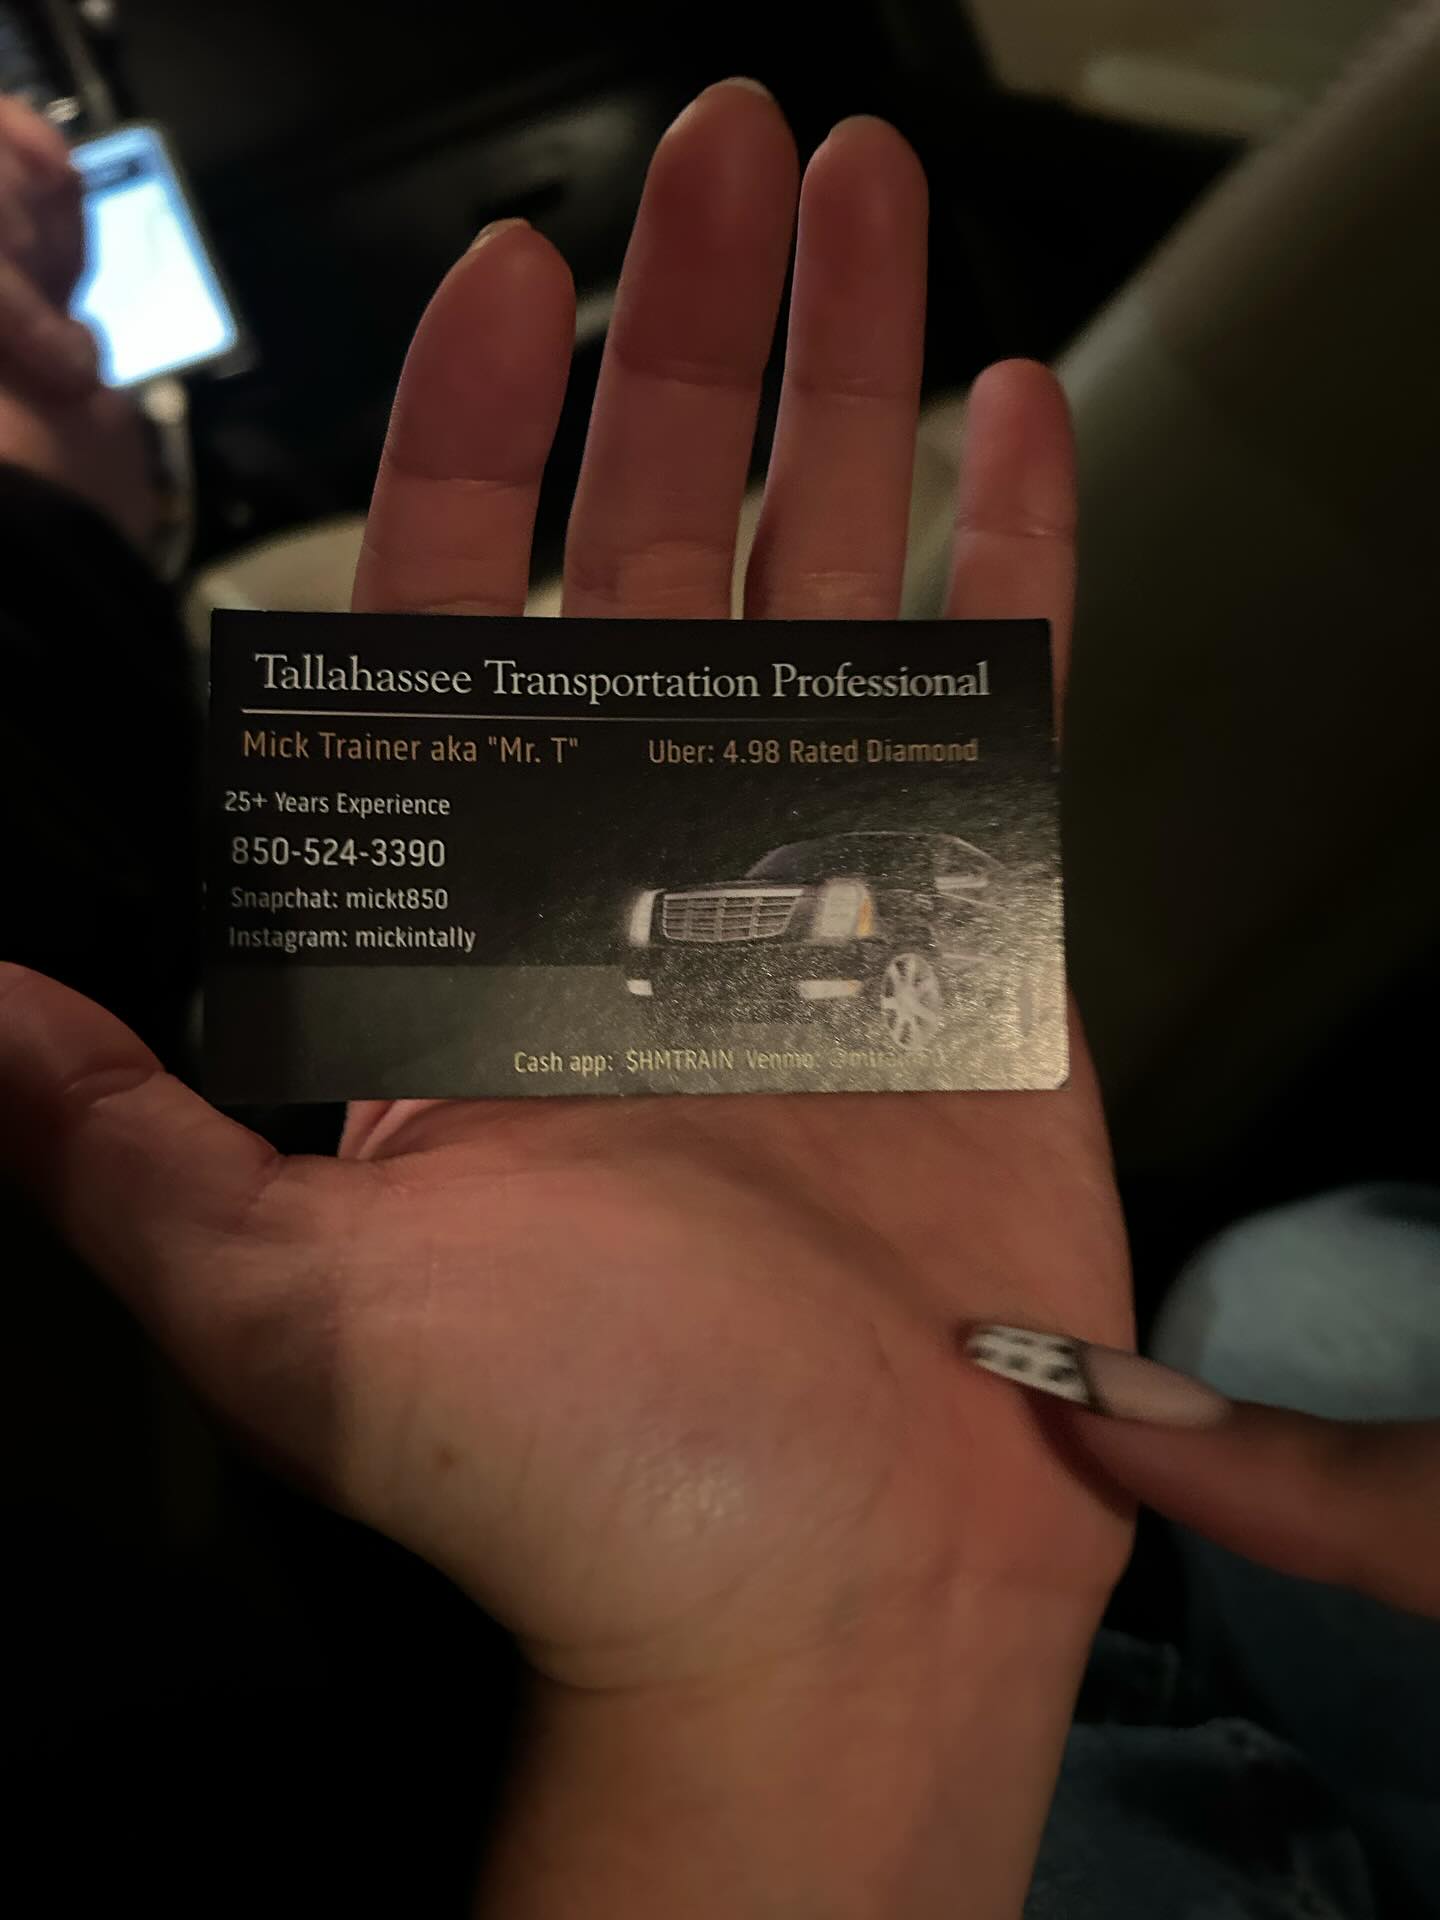 Tallahassee Transportation Professional
Mick Trainer aka "Mr. T" Uber: 4.98 Rated Diamond
25+ Years Experience
850-524-3390
Snapchat: mickt850
Instagram: mickintally
Cash app: $HMTRAIN Venmo: